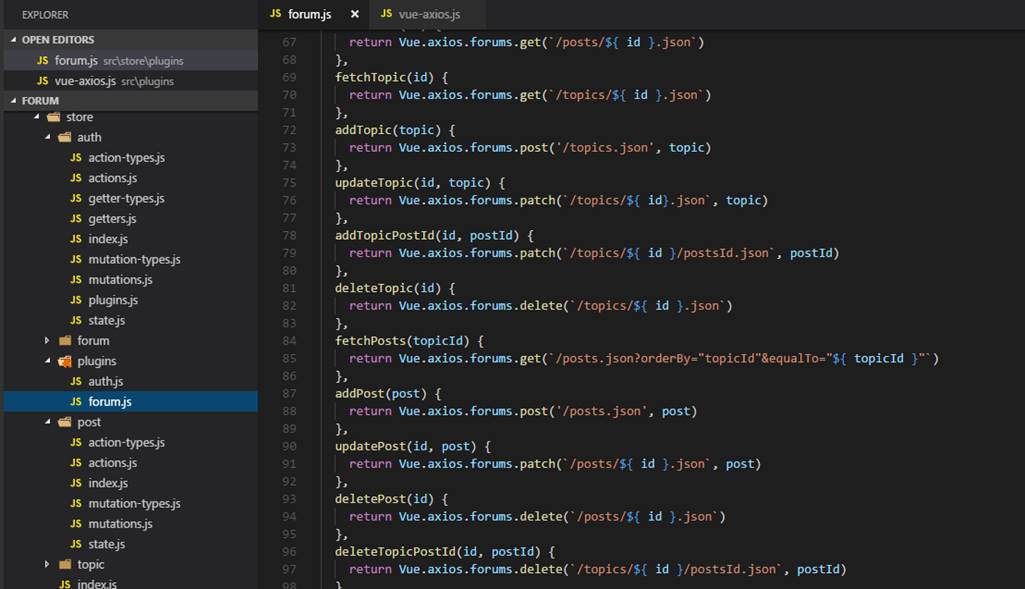 EXPLORER
OPEN EDITORS
JS forum.js src\store\plugins
JS vue-axios.js src\plugins
FORUM
store
auth
JS action-types.js
JS actions.js
JS getter-types.js
JS getters.js
JS index.js
JS mutation-types.js
JS mutations.js
JS plugins.js
JS state.js
forum
plugins
JS auth.js
JS forum.js
post
JS action-types.js
JS actions.js
JS index.js
JS mutation-types.js
JS mutations.js
JS state.js
topic
JS index.js
JS forum.js × JS vue-axios.js
67 return Vue.axios.forums.get(`/posts/${ id }.json`)
68 },
69 fetchTopic(id) {
70 return Vue.axios.forums.get(`/topics/${ id }.json`)
71 },
72 addTopic(topic) {
73 return Vue.axios.forums.post('/topics.json', topic)
74 },
75 updateTopic(id, topic) {
76 return Vue.axios.forums.patch(`/topics/${ id}.json`, topic)
77 },
78 addTopicPostId(id, postId) {
79 return Vue.axios.forums.patch(`/topics/${ id }/postsId.json`, postId)
80 },
81 deleteTopic(id) {
82 return Vue.axios.forums.delete(`/topics/${ id }.json`)
83 },
84 fetchPosts(topicId) {
85 return Vue.axios.forums.get(`/posts.json?orderBy="topicId"&equalTo="${ topicId }"`)
86 },
87 addPost(post) {
88 return Vue.axios.forums.post('/posts.json', post)
89 },
90 updatePost(id, post) {
91 return Vue.axios.forums.patch(`/posts/${ id }.json`, post)
92 },
93 deletePost(id) {
94 return Vue.axios.forums.delete(`/posts/${ id }.json`)
95 },
96 deleteTopicPostId(id, postId) {
97 return Vue.axios.forums.delete(`/topics/${ id }/postsId.json`, postId)
98 }